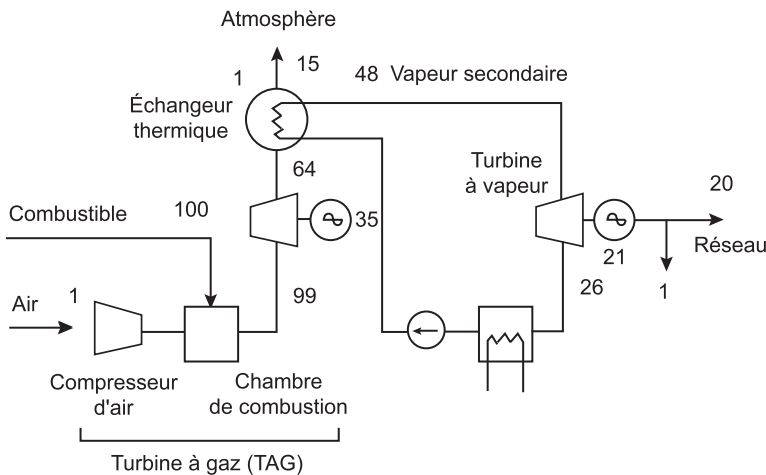 Atmosphère
15
1
48 Vapeur secondaire
Échangeur
thermique
64
Turbine
à vapeur
20
Combustible
100
35
Réseau
21
26
1
99
Air
1
Compresseur
d'air
Chambre
de combustion
Turbine à gaz (TAG)